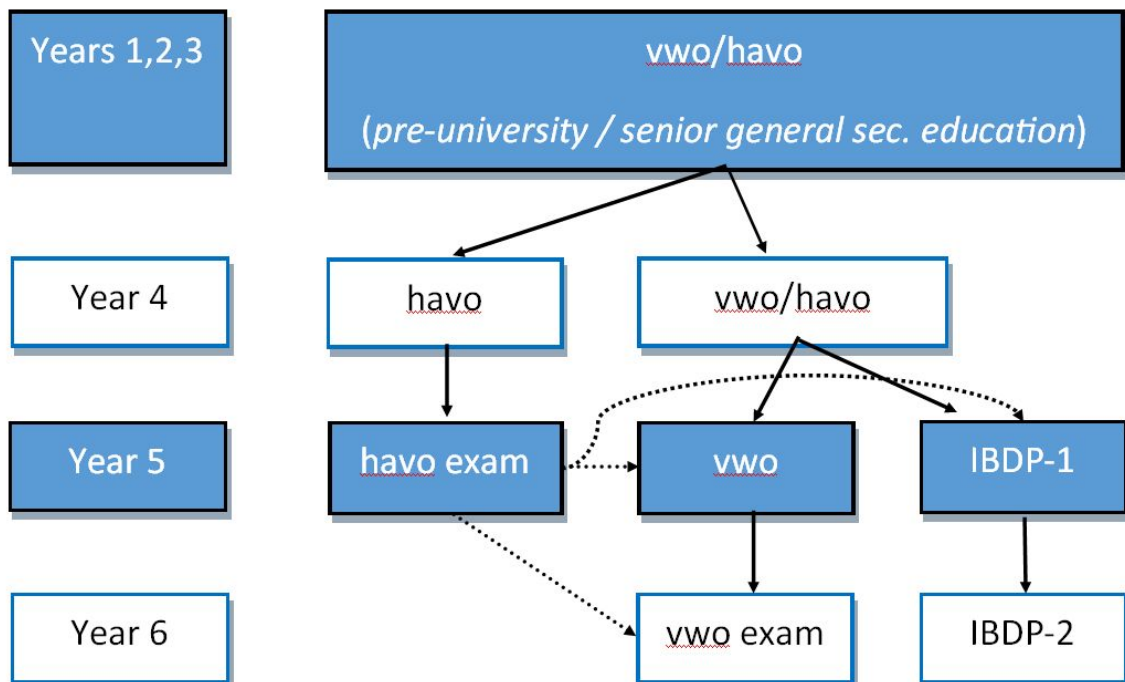 Years 1,2,3
vwo/havo
(pre-university / senior general sec. education)
Year 4
havo
vwo/havo
Year 5
havo exam
vwo
IBDP-1
Year 6
vwo exam
IBDP-2